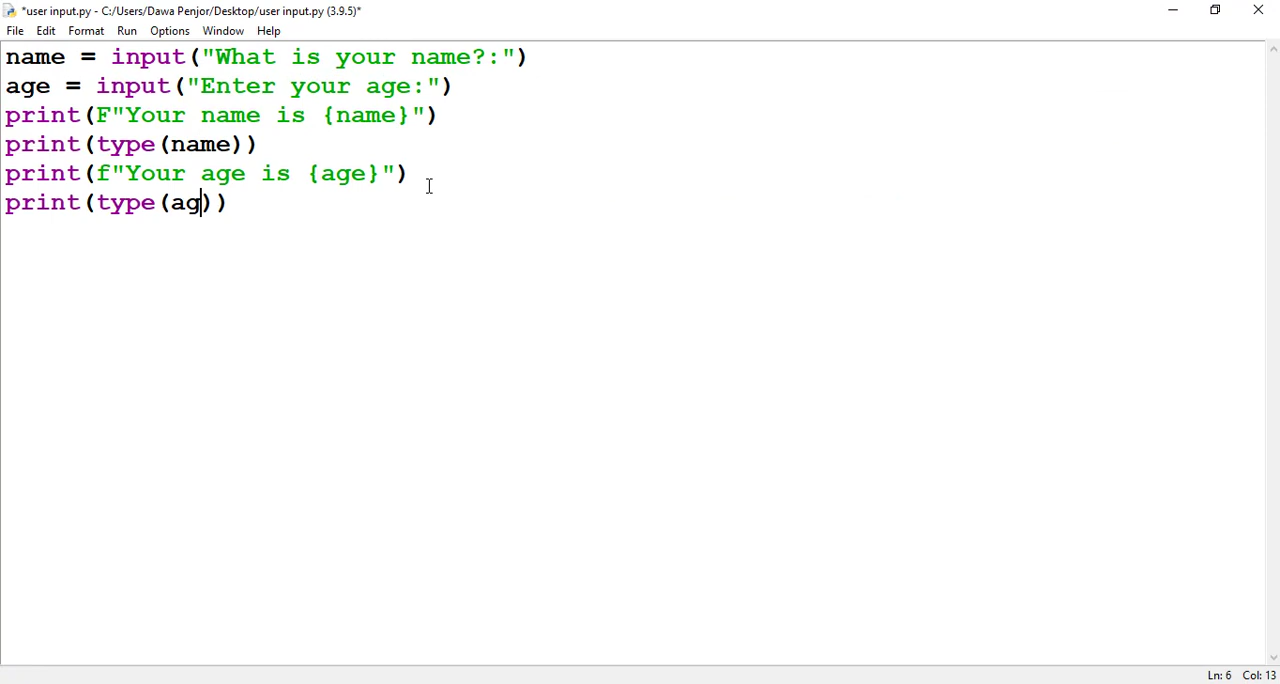 *user input.py - C:/Users/Dawa Penjor/Desktop/user input.py (3.9.5)*
File Edit Format Run Options Window Help
name = input("What is your name?:")
age = input("Enter your age:")
print(F"Your name is {name}")
print(type(name))
print(f"Your age is {age}")
print(type(ag))
Ln: 6 Col: 13